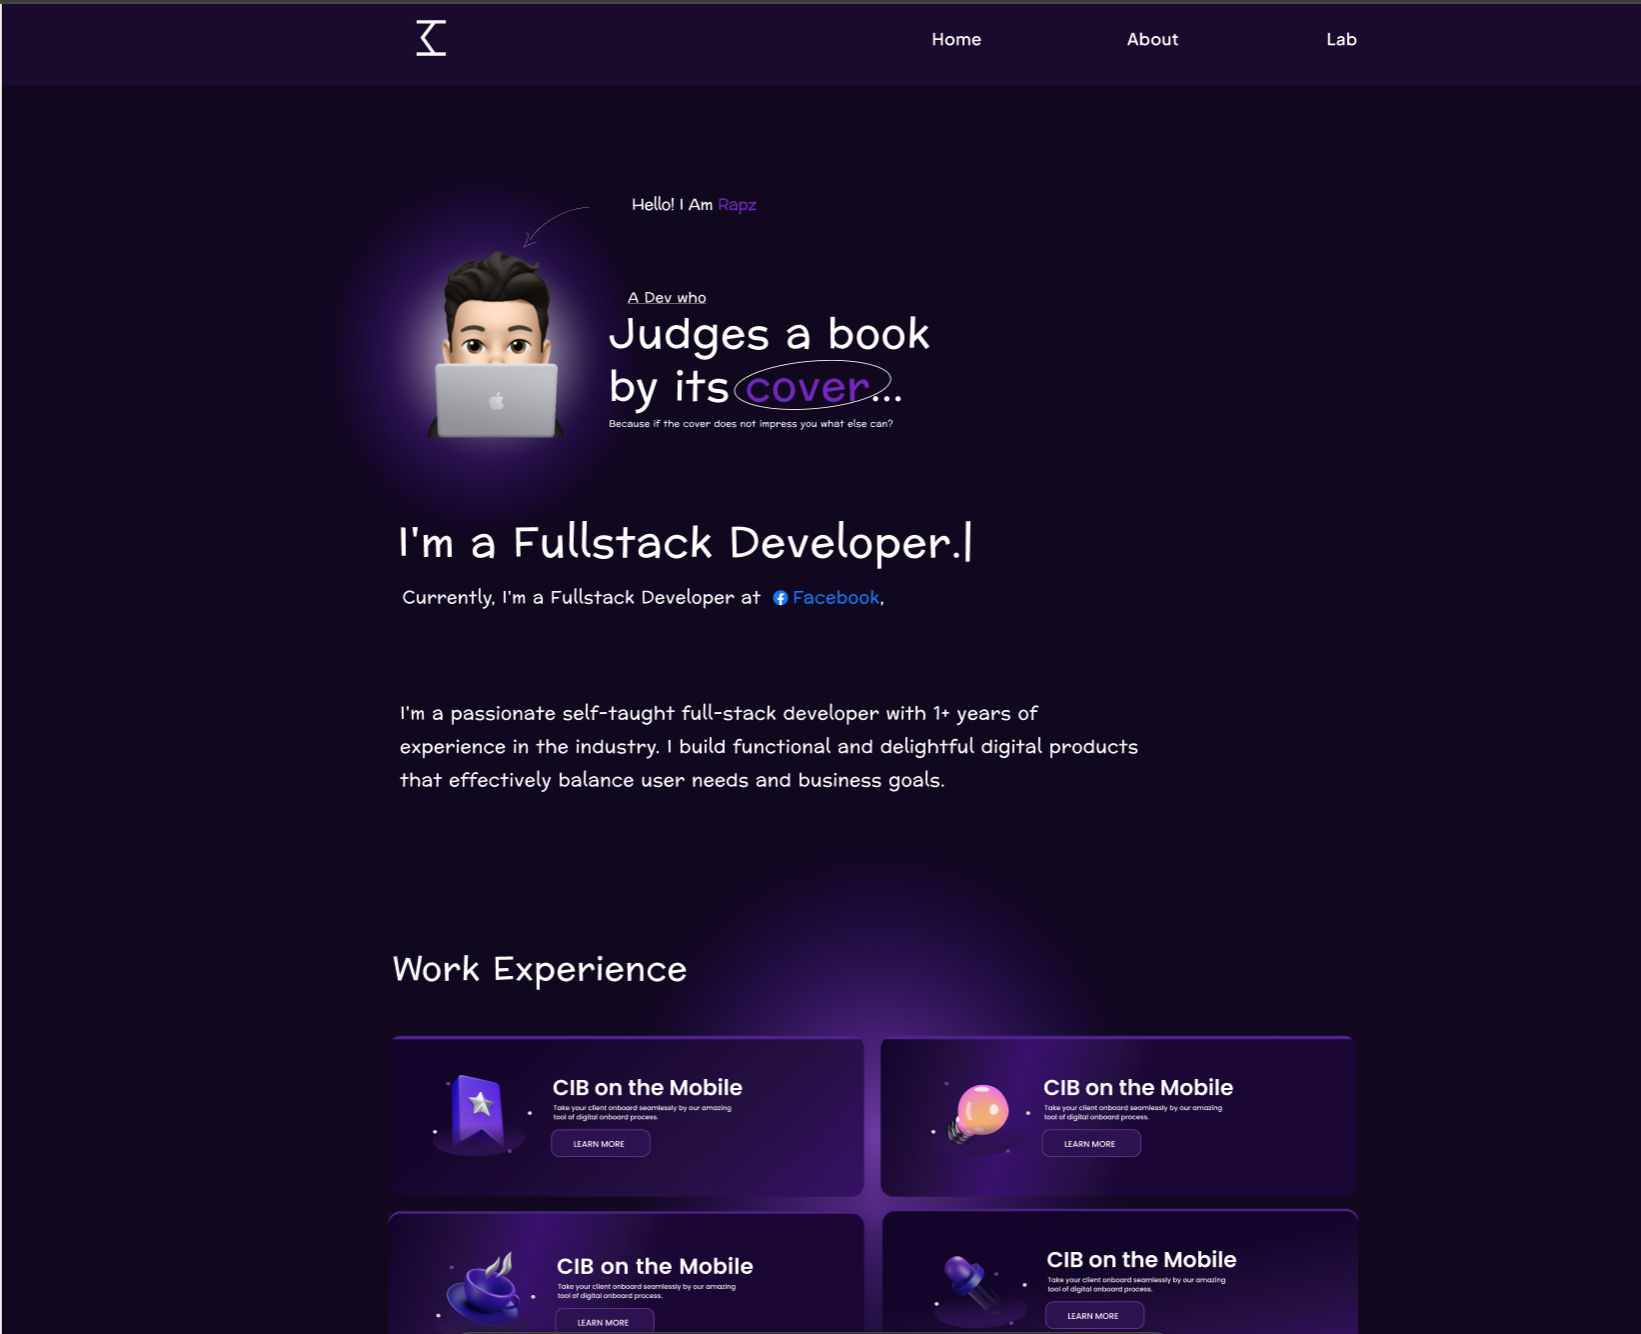 Home About Lab
Hello! I Am Rapz
A Dev who
Judges a book
by its cover...
Because if the cover does not impress you what else can?
I'm a Fullstack Developer.|
Currently, I'm a Fullstack Developer at Facebook,
I'm a passionate self-taught full-stack developer with 1+ years of
experience in the industry. I build functional and delightful digital products
that effectively balance user needs and business goals.
Work Experience
CIB on the Mobile
Take your client onboard seamlessly by our amazing
tool of digital onboard process.
LEARN MORE
CIB on the Mobile
Take your client onboard seamlessly by our amazing
tool of digital onboard process.
LEARN MORE
CIB on the Mobile
Take your client onboard seamlessly by our amazing
tool of digital onboard process.
LEARN MORE
CIB on the Mobile
Take your client onboard seamlessly by our amazing
tool of digital onboard process.
LEARN MORE